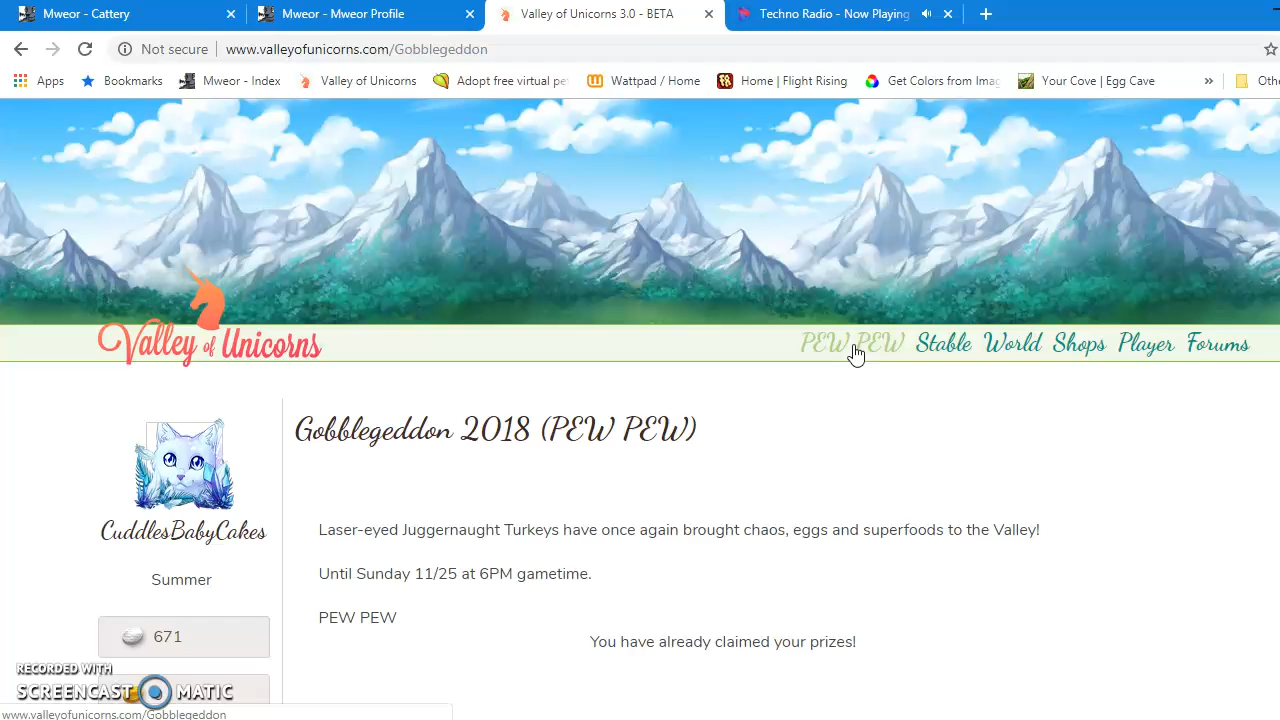 Mweor - Cattery
Mweor - Mweor Profile
Valley of Unicorns 3.0 - BETA
Techno Radio - Now Playing
Not secure
www.valleyofunicorns.com/Gobblegeddon
Apps
Bookmarks
Mweor - Index
Valley of Unicorns
Adopt free virtual pe
Wattpad / Home
Home | Flight Rising
Get Colors from Imag
Your Cove | Egg Cave
»
Othe
Valley of Unicorns
PEW PEW Stable World Shops Player Forums
Gobblegeddon 2018 (PEW PEW)
CuddlesBabyCakes
Summer
671
Laser-eyed Juggernaught Turkeys have once again brought chaos, eggs and superfoods to the Valley!
Until Sunday 11/25 at 6PM gametime.
PEW PEW
You have already claimed your prizes!
RECORDED WITH
SCREENCAST MATIC
www.valleyofunicorns.com/Gobblegeddon